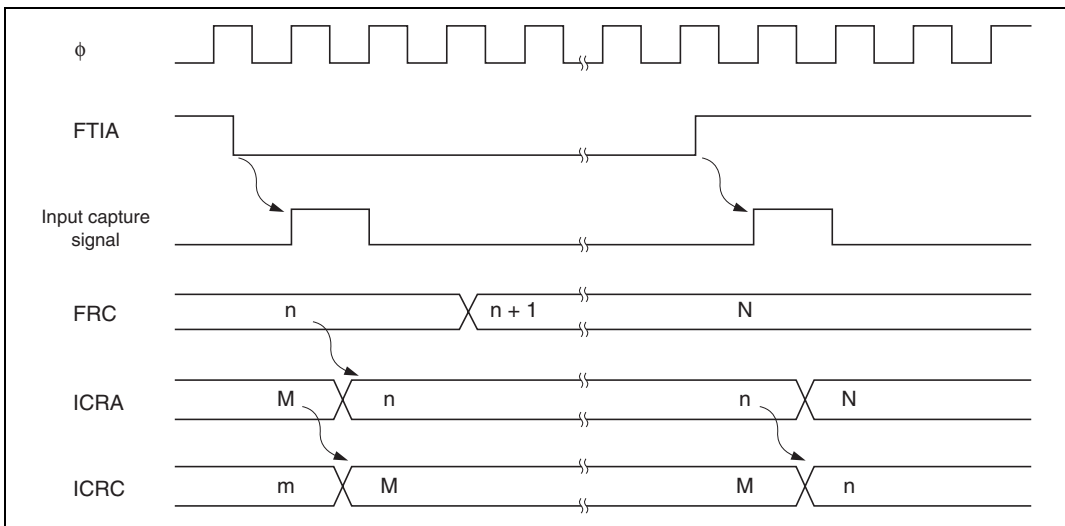 φ
FTIA
Input capture
signal
FRC
n
n + 1
N
ICRA
M
n
n
N
ICRC
m
M
M
n